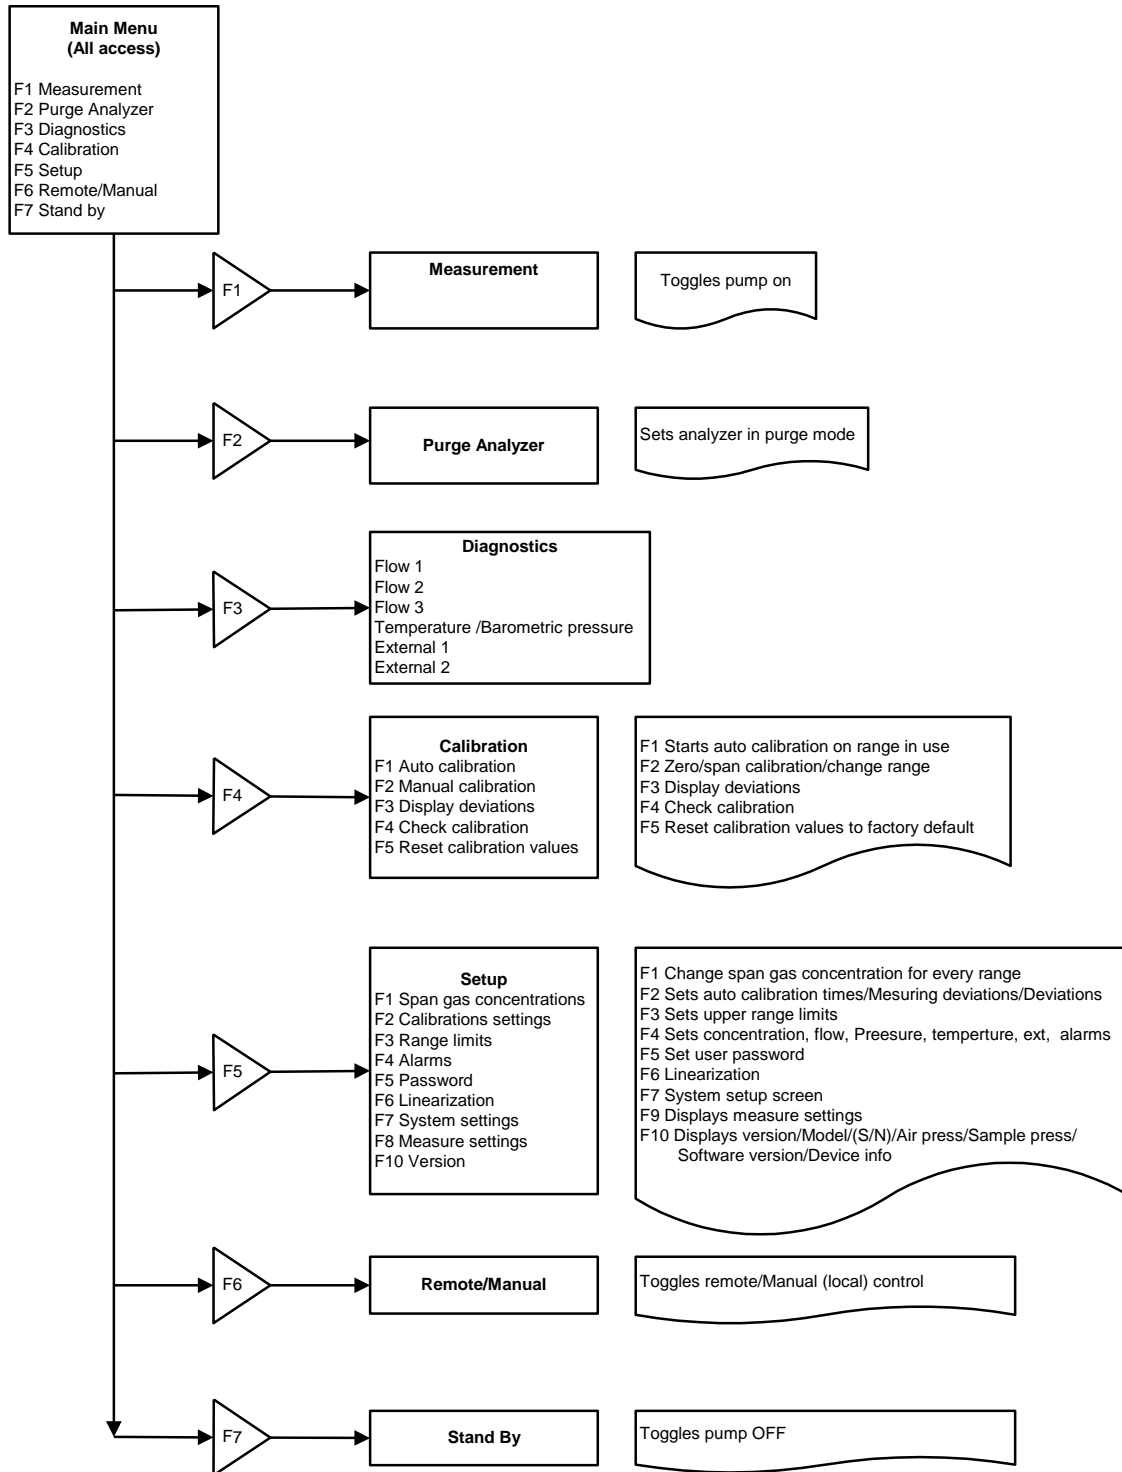 Main Menu
(All access)
F1 Measurement
F2 Purge Analyzer
F3 Diagnostics
F4 Calibration
F5 Setup
F6 Remote/Manual
F7 Stand by
F1
Measurement
Toggles pump on
F2
Purge Analyzer
Sets analyzer in purge mode
F3
Diagnostics
Flow 1
Flow 2
Flow 3
Temperature /Barometric pressure
External 1
External 2
F4
Calibration
F1 Auto calibration
F2 Manual calibration
F3 Display deviations
F4 Check calibration
F5 Reset calibration values
F1 Starts auto calibration on range in use
F2 Zero/span calibration/change range
F3 Display deviations
F4 Check calibration
F5 Reset calibration values to factory default
F5
Setup
F1 Span gas concentrations
F2 Calibrations settings
F3 Range limits
F4 Alarms
F5 Password
F6 Linearization
F7 System settings
F8 Measure settings
F10 Version
F1 Change span gas concentration for every range
F2 Sets auto calibration times/Mesuring deviations/Deviations
F3 Sets upper range limits
F4 Sets concentration, flow, Preesure, temperture, ext, alarms
F5 Set user password
F6 Linearization
F7 System setup screen
F9 Displays measure settings
F10 Displays version/Model/(S/N)/Air press/Sample press/
Software version/Device info
F6
Remote/Manual
Toggles remote/Manual (local) control
F7
Stand By
Toggles pump OFF